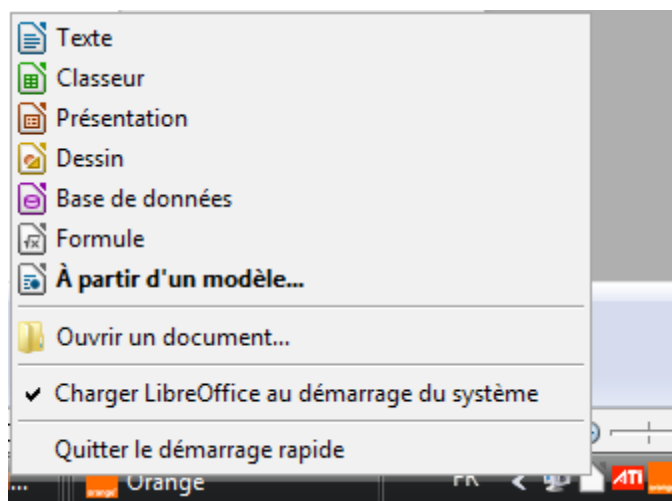 Texte
Classeur
Présentation
Dessin
Base de données
Formule
À partir d'un modèle...
Ouvrir un document...
Charger LibreOffice au démarrage du système
Quitter le démarrage rapide
... orange Orange FR ATI